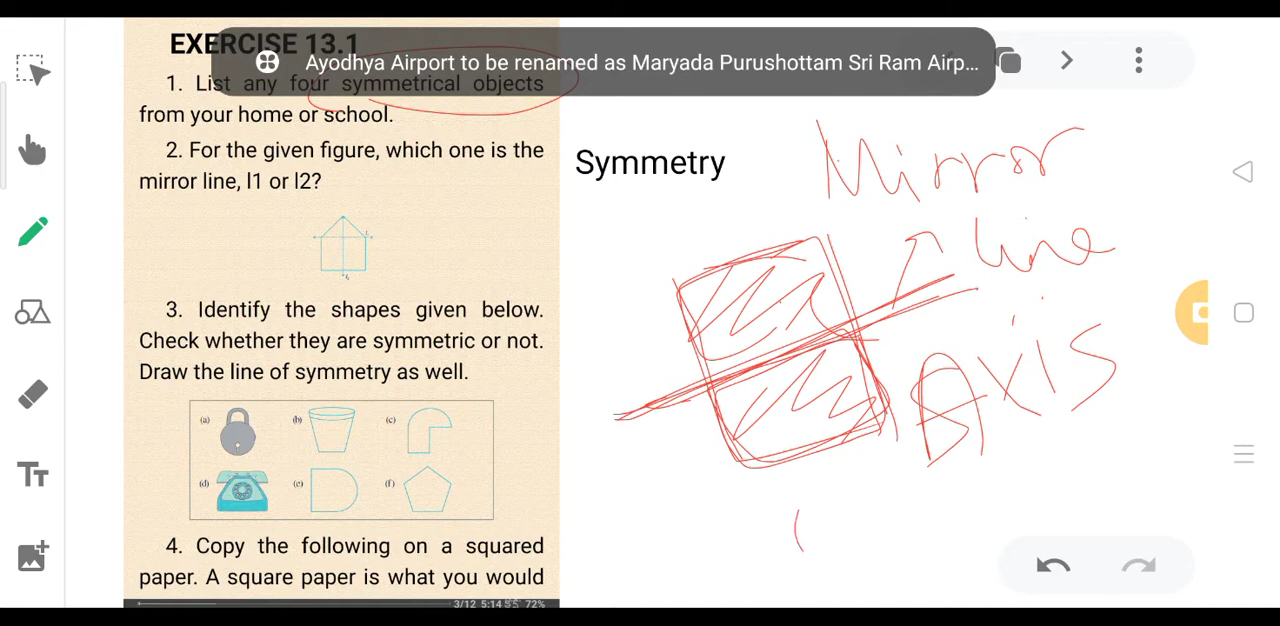 EXERCISE 13.1
Ayodhya Airport to be renamed as Maryada Purushottam Sri Ram Airp...
1. List any four symmetrical objects
from your home or school.
2. For the given figure, which one is the
mirror line, l1 or l2?
3. Identify the shapes given below.
Check whether they are symmetric or not.
Draw the line of symmetry as well.
(a) (b) (c)
(d) (e) (f)
4. Copy the following on a squared
paper. A square paper is what you would
3/12 5:14 72%
Symmetry
Mirror
line
Axis
TT